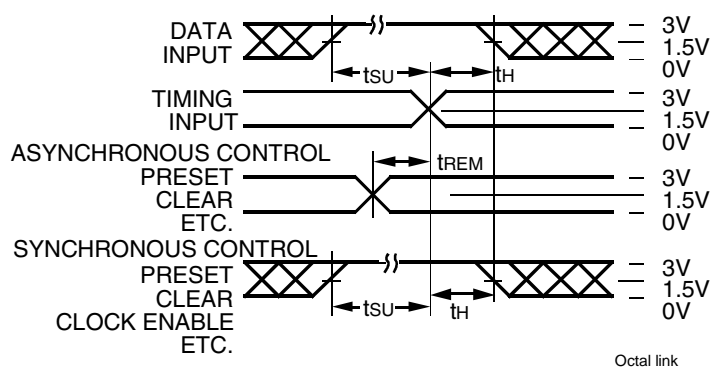 DATA
INPUT
tSU
tH
3V
1.5V
0V
TIMING
INPUT
3V
1.5V
0V
ASYNCHRONOUS CONTROL
PRESET
CLEAR
ETC.
tREM
3V
1.5V
0V
SYNCHRONOUS CONTROL
PRESET
CLEAR
CLOCK ENABLE
ETC.
tSU
tH
3V
1.5V
0V
Octal link